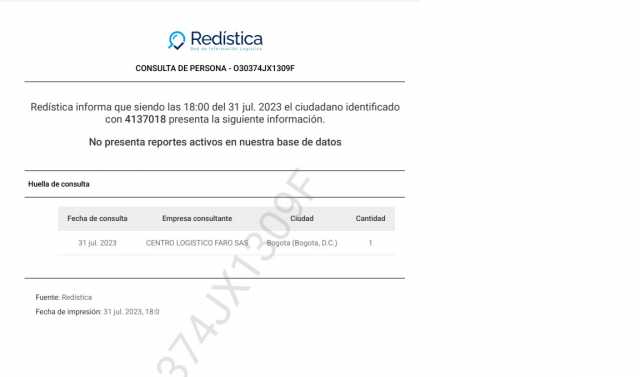 Redística
Red de Información Logística
CONSULTA DE PERSONA - O30374JX1309F
Redística informa que siendo las 18:00 del 31 jul. 2023 el ciudadano identificado
con 4137018 presenta la siguiente información.
No presenta reportes activos en nuestra base de datos
Huella de consulta
Fecha de consulta Empresa consultante Ciudad Cantidad
31 jul. 2023 CENTRO LOGISTICO FARO SAS Bogota (Bogota, D.C.) 1
Fuente: Redística
Fecha de impresión: 31 jul. 2023, 18:0
374JX1309F